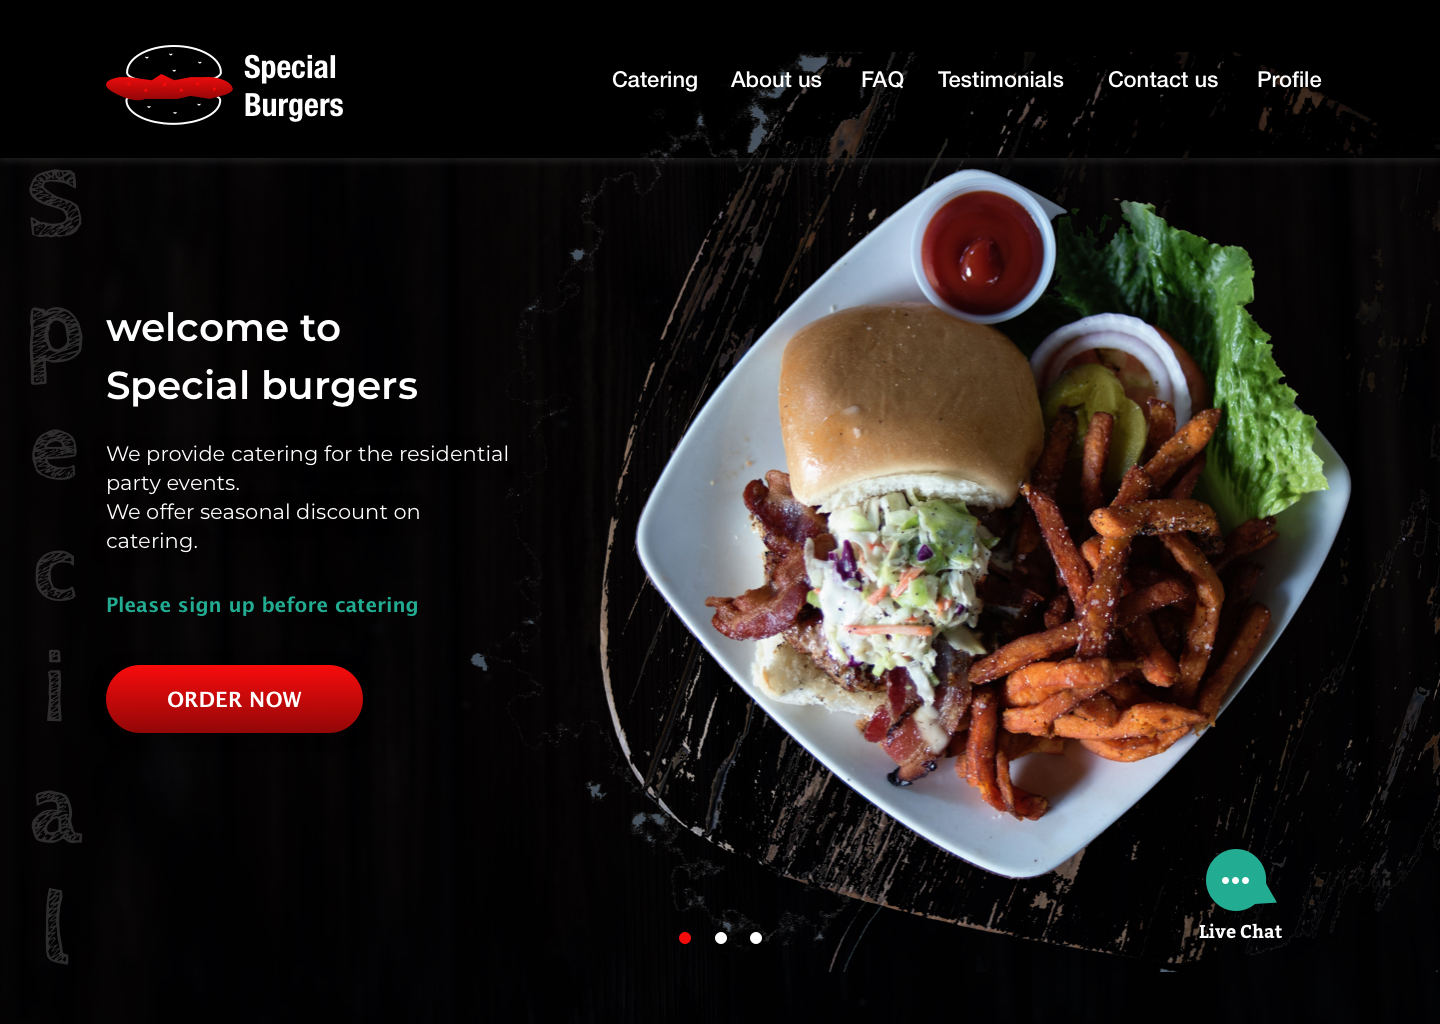 Special
Burgers
Catering About us FAQ Testimonials Contact us Profile
Special
welcome to
Special burgers
We provide catering for the residential
party events.
We offer seasonal discount on
catering.
Please sign up before catering
ORDER NOW
Live Chat